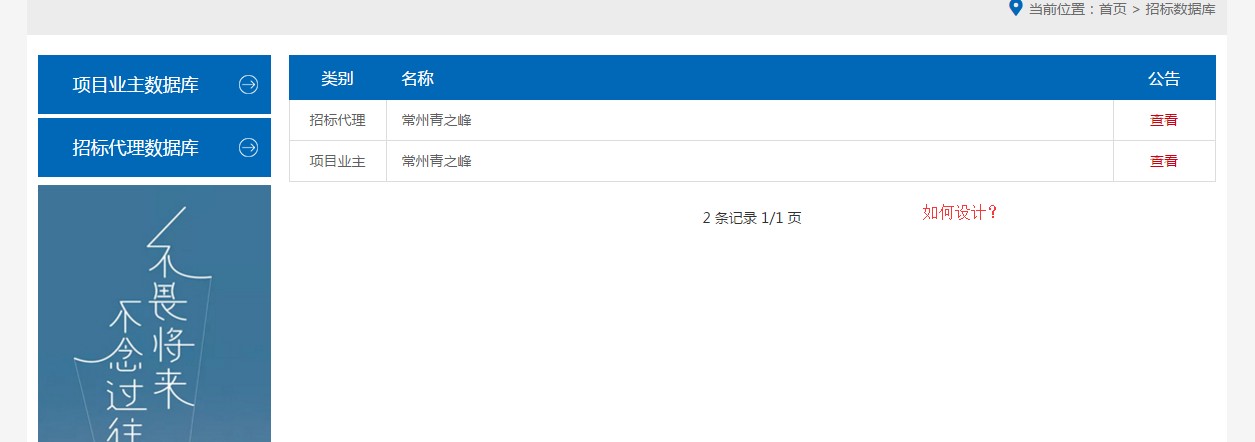 当前位置：首页 > 招标数据库
项目业主数据库
招标代理数据库
类别 名称 公告
招标代理 常州青之峰 查看
项目业主 常州青之峰 查看
2 条记录 1/1 页
如何设计?
不畏将来
不念过往